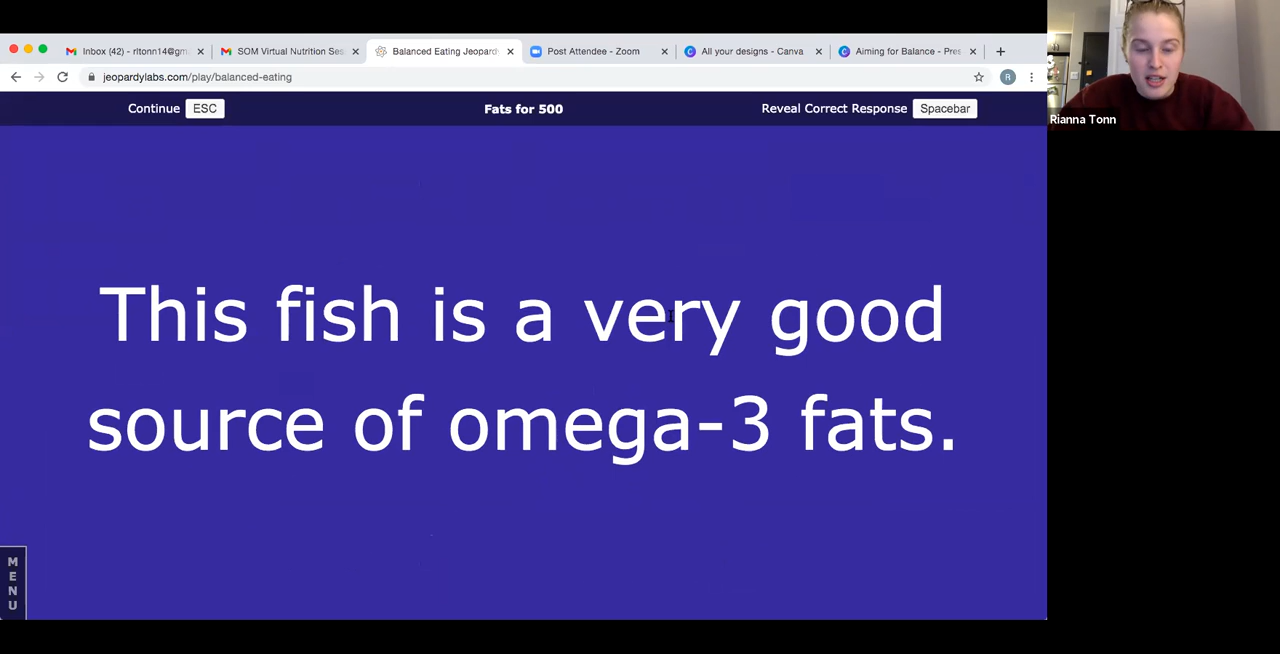 Inbox (42) - rltonn14@gm
SOM Virtual Nutrition Ses
Balanced Eating Jeopard
Post Attendee - Zoom
All your designs - Canva
Aiming for Balance - Pres
jeopardylabs.com/play/balanced-eating
R
Continue ESC
Fats for 500
Reveal Correct Response Spacebar
Rianna Tonn
This fish is a very good
source of omega-3 fats.
MENU